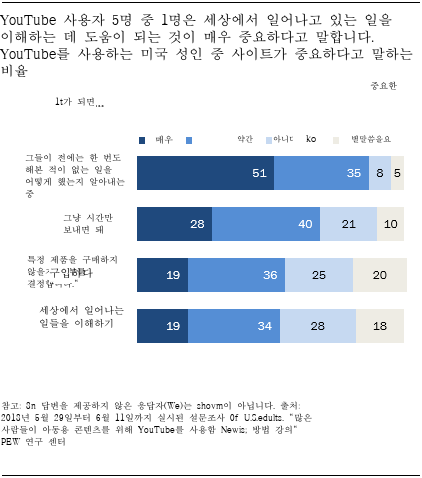 YouTube 사용자 5명 중 1명은 세상에서 일어나고 있는 일을
이해하는 데 도움이 되는 것이 매우 중요하다고 말합니다.
YouTube를 사용하는 미국 성인 중 사이트가 중요하다고 말하는
비율
중요한
lt가 되면...
매우 약간 아니다 ko 별말씀을요
그들이 전에는 한 번도
해본 적이 없는 일을
어떻게 했는지 알아내는
중
51 35 8 5
그냥 시간만
보내면 돼
28 40 21 10
특정 제품을 구매하지
않을 구입하다
결정
19 36 25 20
세상에서 일어나는
일들을 이해하기
19 34 28 18
참고: 8n 답변을 제공하지 않은 응답자(We)는 shovm이 아닙니다. 출처:
2018년 5월 29일부터 6월 11일까지 실시된 설문조사 0f U.S.edults. "많은
사람들이 아동용 콘텐츠를 위해 YouTube를 사용함 Newis; 방법 강의"
PEW 연구 센터